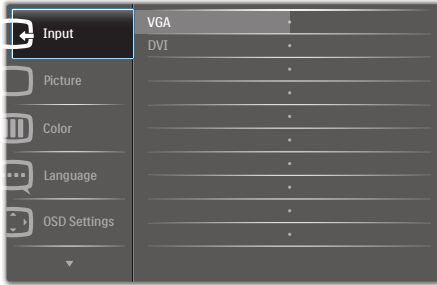 Input
VGA
DVI
Picture
Color
Language
OSD Settings